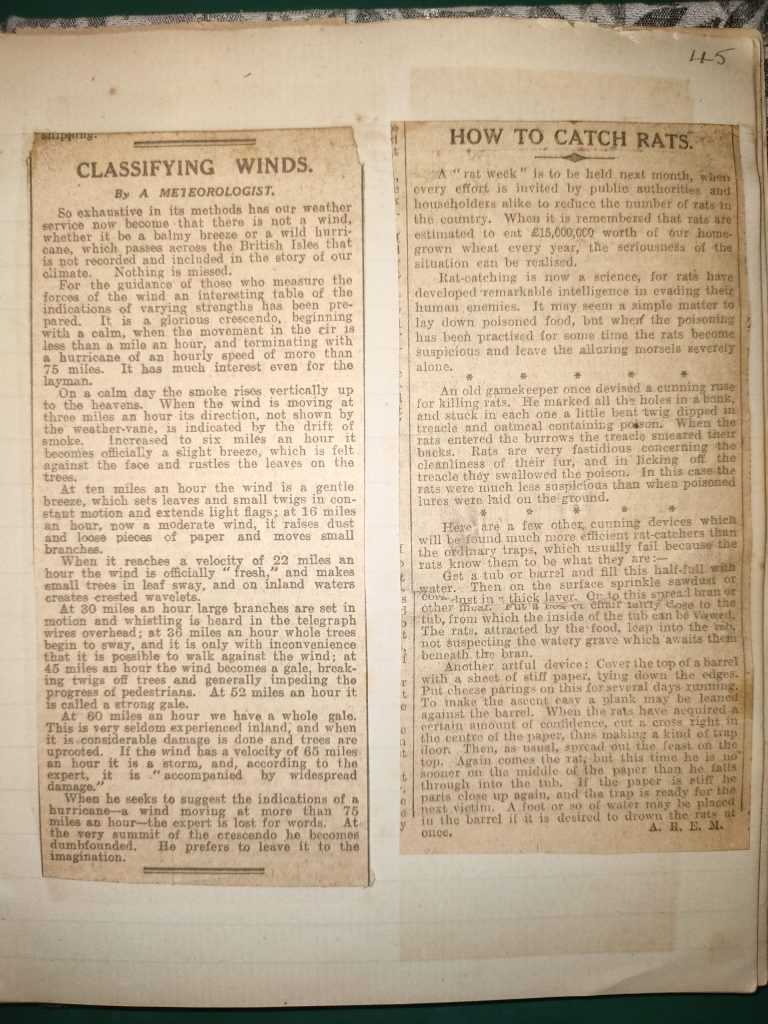 45
shipping.
CLASSIFYING WINDS.
By A METEOROLOGIST.
So exhaustive in its methods has our weather
service now become that there is not a wind,
whether it be a balmy breeze or a wild hurri-
cane, which passes across the British Isles that
is not recorded and included in the story of our
climate. Nothing is missed.
For the guidance of those who measure the
forces of the wind an interesting table of the
indications of varying strengths has been pre-
pared. It is a glorious crescendo, beginning
with a calm, when the movement in the air is
less than a mile an hour, and terminating with
a hurricane of an hourly speed of more than
75 miles. It has much interest even for the
layman.
On a calm day the smoke rises vertically up
to the heavens. When the wind is moving at
three miles an hour its direction, not shown by
the weather-vane, is indicated by the drift of
smoke. Increased to six miles an hour it
becomes officially a slight breeze, which is felt
against the face and rustles the leaves on the
trees.
At ten miles an hour the wind is a gentle
breeze, which sets leaves and small twigs in con-
stant motion and extends light flags; at 16 miles
an hour, now a moderate wind, it raises dust
and loose pieces of paper and moves small
branches.
When it reaches a velocity of 22 miles an
hour the wind is officially "fresh," and makes
small trees in leaf sway, and on inland waters
creates crested wavelets.
At 30 miles an hour large branches are set in
motion and whistling is heard in the telegraph
wires overhead; at 36 miles an hour whole trees
begin to sway, and it is only with inconvenience
that it is possible to walk against the wind; at
45 miles an hour the wind becomes a gale, break-
ing twigs off trees and generally impeding the
progress of pedestrians. At 52 miles an hour it
is called a strong gale.
At 60 miles an hour we have a whole gale.
This is very seldom experienced inland, and when
it is considerable damage is done and trees are
uprooted. If the wind has a velocity of 65 miles
an hour it is a storm, and, according to the
expert, it is "accompanied by widespread
damage."
When he seeks to suggest the indications of a
hurricane—a wind moving at more than 75
miles an hour—the expert is lost for words. At
the very summit of the crescendo he becomes
dumbfounded. He prefers to leave it to the
imagination.
HOW TO CATCH RATS.
A "rat week" is to be held next month, when
every effort is invited by public authorities and
householders alike to reduce the number of rats in
the country. When it is remembered that rats are
estimated to eat £15,000,000 worth of our home-
grown wheat every year, the seriousness of the
situation can be realised.
Rat-catching is now a science, for rats have
developed remarkable intelligence in evading their
human enemies. It may seem a simple matter to
lay down poisoned food, but when the poisoning
has been practised for some time the rats become
suspicious and leave the alluring morsels severely
alone.
* * * * *
An old gamekeeper once devised a cunning ruse
for killing rats. He marked all the holes in a bank,
and stuck in each one a little bent twig dipped in
treacle and oatmeal containing poison. When the
rats entered the burrows the treacle smeared their
backs. Rats are very fastidious concerning the
cleanliness of their fur, and in licking off the
treacle they swallowed the poison. In this case the
rats were much less suspicious than when poisoned
lures were laid on the ground.
* * * * *
Here are a few other cunning devices which
will be found much more efficient rat-catchers than
the ordinary traps, which usually fail because the
rats know them to be what they are:—
Get a tub or barrel and fill this half-full with
water. Then on the surface sprinkle sawdust or
dust in a thick layer. On to this spread bran or
other meal. Put a box or chair fairly close to the
tub, from which the inside of the tub can be viewed.
The rats, attracted by the food, leap into the tub,
not suspecting the watery grave which awaits them
beneath the bran.
Another artful device: Cover the top of a barrel
with a sheet of stiff paper, tying down the edges.
Put cheese parings on this for several days running.
To make the ascent easy a plank may be leaned
against the barrel. When the rats have acquired a
certain amount of confidence, cut a cross right in
the centre of the paper, thus making a kind of trap
door. Then, as usual, spread out the feast on the
top. Again comes the rat, but this time he is no
sooner on the middle of the paper than he falls
through into the tub. If the paper is stiff he
parts close up again, and the trap is ready for the
next victim. A foot or so of water may be placed
in the barrel if it is desired to drown the rats at
once.
A. R. E. M.